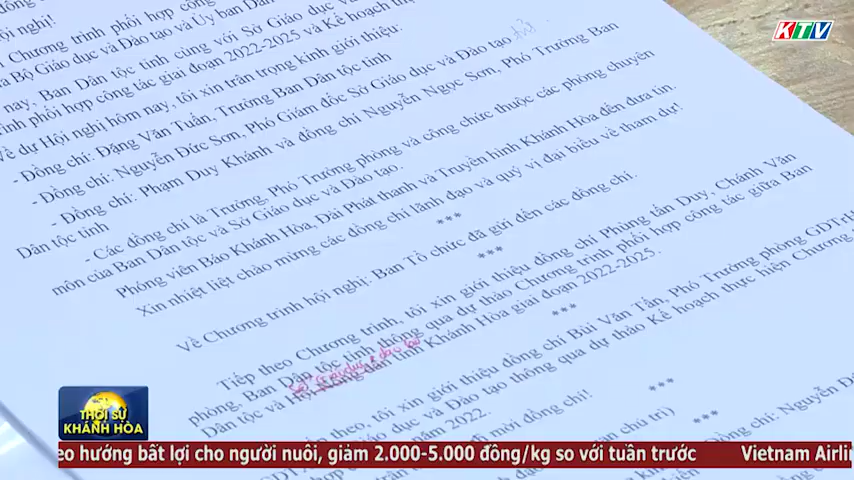 ội nghị!
Chương trình phối hợp công
Bộ Giáo dục và Đào tạo và Ủy ban Dân
nay, Ban Dân tộc tỉnh cùng với Sở Giáo dục và
trình phối hợp công tác giai đoạn 2022-2025 và Kế hoạch
Về dự Hội nghị hôm nay, tôi xin trân trọng kính giới thiệu:
- Đồng chí: Đặng Văn Tuấn, Trưởng Ban Dân tộc tỉnh
- Đồng chí: Nguyễn Đức Sơn, Phó Giám đốc Sở Giáo dục và Đào tạo
- Đồng chí: Phạm Duy Khánh và đồng chí Nguyễn Ngọc Sơn, Phó Trưởng Ban
Dân tộc tỉnh
- Các đồng chí là Trưởng, Phó Trưởng phòng và công chức thuộc các phòng chuyên
môn của Ban Dân tộc và Sở Giáo dục và Đào tạo.
Phóng viên Báo Khánh Hòa, Đài Phát thanh và Truyền hình Khánh Hòa đến đưa tin.
Xin nhiệt liệt chào mừng các đồng chí lãnh đạo và quý vị đại biểu về tham dự!
***
Về Chương trình hội nghị: Ban Tổ chức đã gửi đến các đồng chí.
***
Tiếp theo Chương trình, tôi xin giới thiệu đồng chí Phùng tấn Duy, Chánh Văn
phòng, Ban Dân tộc tỉnh thông qua dự thảo Chương trình phối hợp công tác giữa Ban
Sở Giáo dục và đào tạo
Dân tộc và Hội Nông dân tỉnh Khánh Hòa giai đoạn 2022-2025.
***
theo, tôi xin giới thiệu đồng chí Bùi Văn Tấn, Phó Trưởng phòng
Giáo dục và Đào tạo thông qua dự thảo Kế hoạch thực hiện Chương
năm 2022.
mời đồng chí!
***
chủ trì)
***
Đồng chí: Nguyễn
KTV
THỜI SỰ
KHÁNH HÒA
eo hướng bất lợi cho người nuôi, giảm 2.000-5.000 đồng/kg so với tuần trước Vietnam Airlin